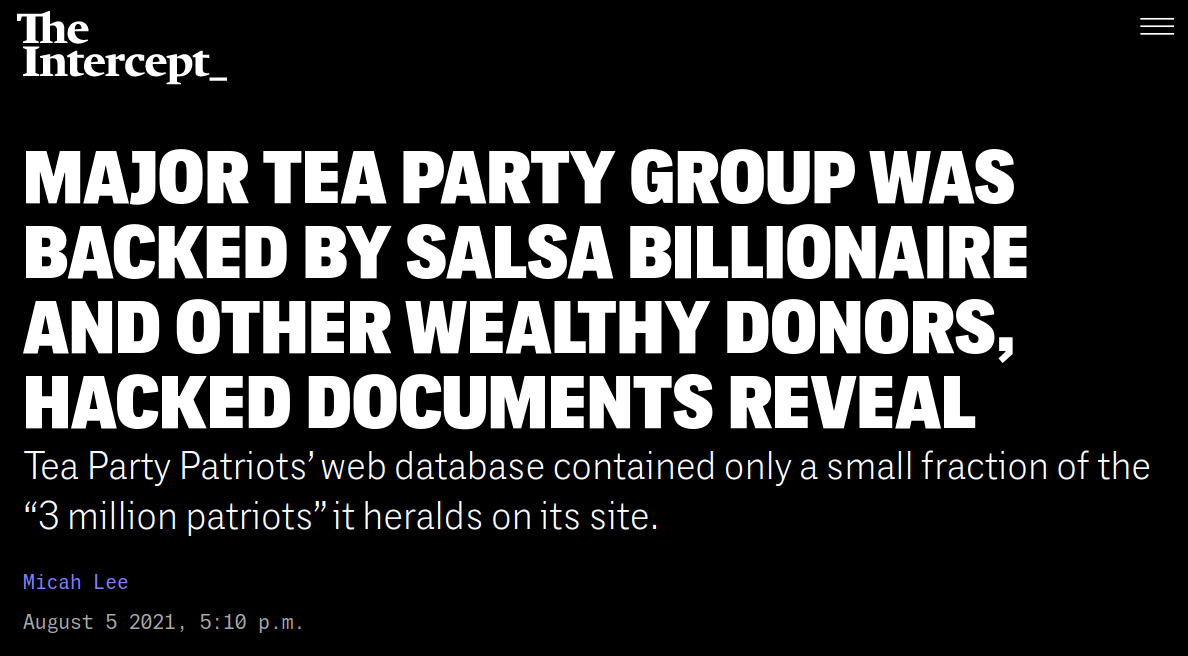 The
Intercept_
MAJOR TEA PARTY GROUP WAS
BACKED BY SALSA BILLIONAIRE
AND OTHER WEALTHY DONORS,
HACKED DOCUMENTS REVEAL
Tea Party Patriots’ web database contained only a small fraction of the
“3 million patriots” it heralds on its site.
Micah Lee
August 5 2021, 5:10 p.m.